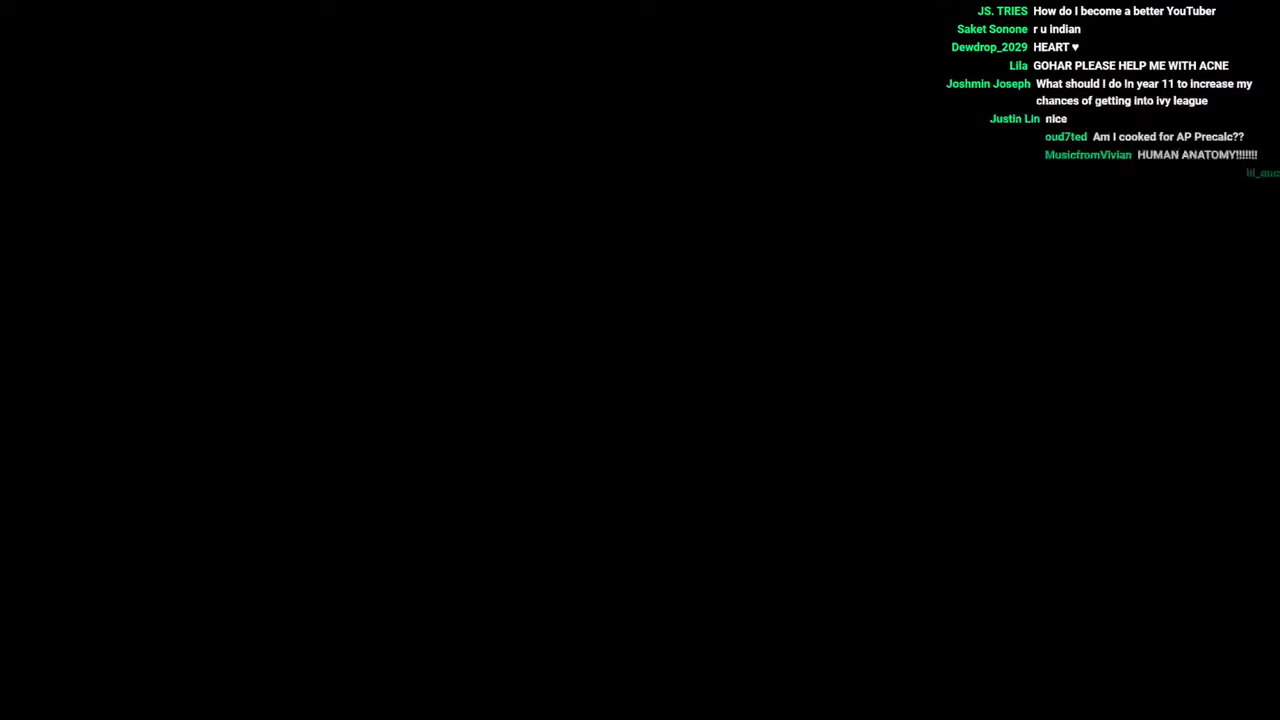 JS. TRIES How do I become a better YouTuber
Saket Sonone r u indian
Dewdrop_2029 HEART ♥
Lila GOHAR PLEASE HELP ME WITH ACNE
Joshmin Joseph What should I do In year 11 to increase my
chances of getting into ivy league
Justin Lin nice
oud7ted Am I cooked for AP Precalc??
MusicfromVivian HUMAN ANATOMY!!!!!!!